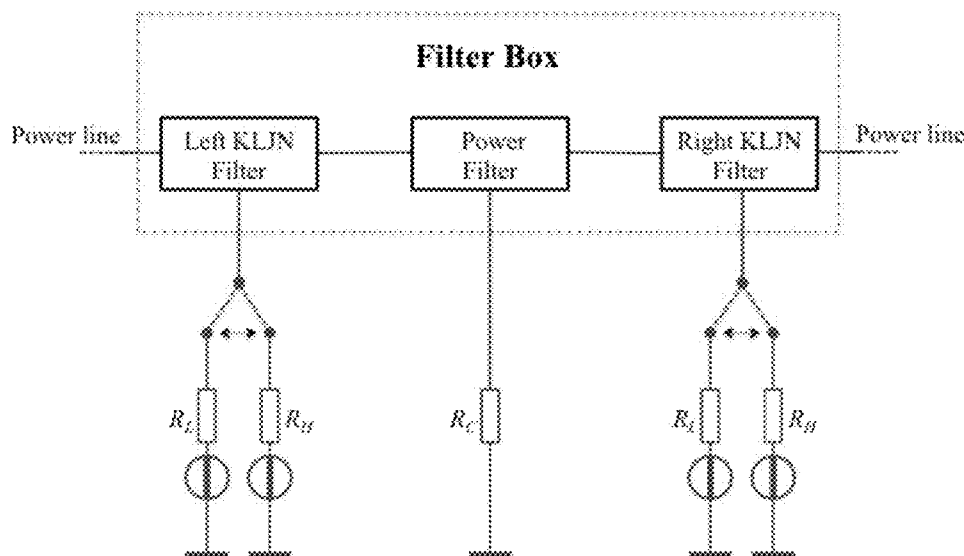 Filter Box
Power line
Left KLJN
Filter
Power
Filter
Right KLJN
Filter
Power line
R_L
R_H
R_C
R_L
R_H